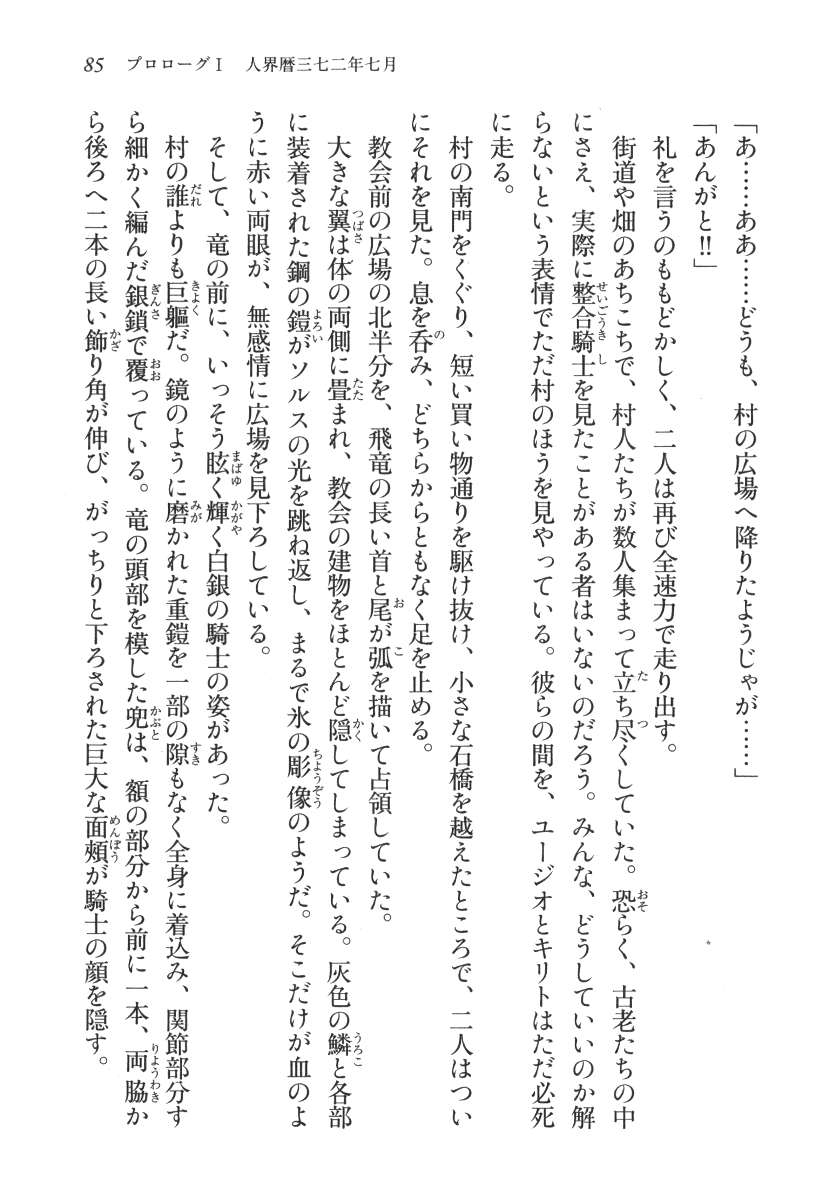 85　プロローグⅠ　人界暦三七二年七月
「あ……ああ……どうも、村の広場へ降りたようじゃが……」
「あんがと!!」
礼を言うのももどかしく、二人は再び全速力で走り出す。
街道や畑のあちこちで、村人たちが数人集まって立ち尽くしていた。恐らく、古老たちの中
にさえ、実際に整合騎士を見たことがある者はいないのだろう。みんな、どうしていいのか解
らないという表情でただ村のほうを見やっている。彼らの間を、ユージオとキリトはただ必死
に走る。
村の南門をくぐり、短い買い物通りを駆け抜け、小さな石橋を越えたところで、二人はつい
にそれを見た。息を呑み、どちらからともなく足を止める。
教会前の広場の北半分を、飛竜の長い首と尾が弧を描いて占領していた。
大きな翼は体の両側に畳まれ、教会の建物をほとんど隠してしまっている。灰色の鱗と各部
に装着された鋼の鎧がソルスの光を跳ね返し、まるで氷の彫像のようだ。そこだけが血のよ
うに赤い両眼が、無感情に広場を見下ろしている。
そして、竜の前に、いっそう眩く輝く白銀の騎士の姿があった。
村の誰よりも巨軀だ。鏡のように磨かれた重鎧を一部の隙もなく全身に着込み、関節部分す
ら細かく編んだ銀鎖で覆っている。竜の頭部を模した兜は、額の部分から前に一本、両脇か
ら後ろへ二本の長い飾り角が伸び、がっちりと下ろされた巨大な面頰が騎士の顔を隠す。